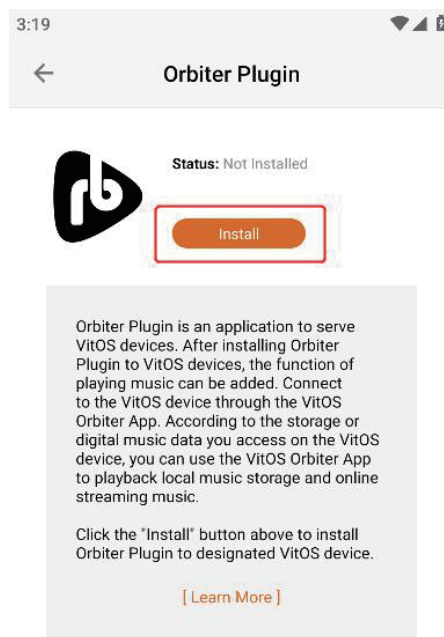 3:19
Orbiter Plugin
Status: Not Installed
rb
Install
Orbiter Plugin is an application to serve
VitOS devices. After installing Orbiter
Plugin to VitOS devices, the function of
playing music can be added. Connect
to the VitOS device through the VitOS
Orbiter App. According to the storage or
digital music data you access on the VitOS
device, you can use the VitOS Orbiter App
to playback local music storage and online
streaming music.
Click the "Install" button above to install
Orbiter Plugin to designated VitOS device.
[ Learn More ]